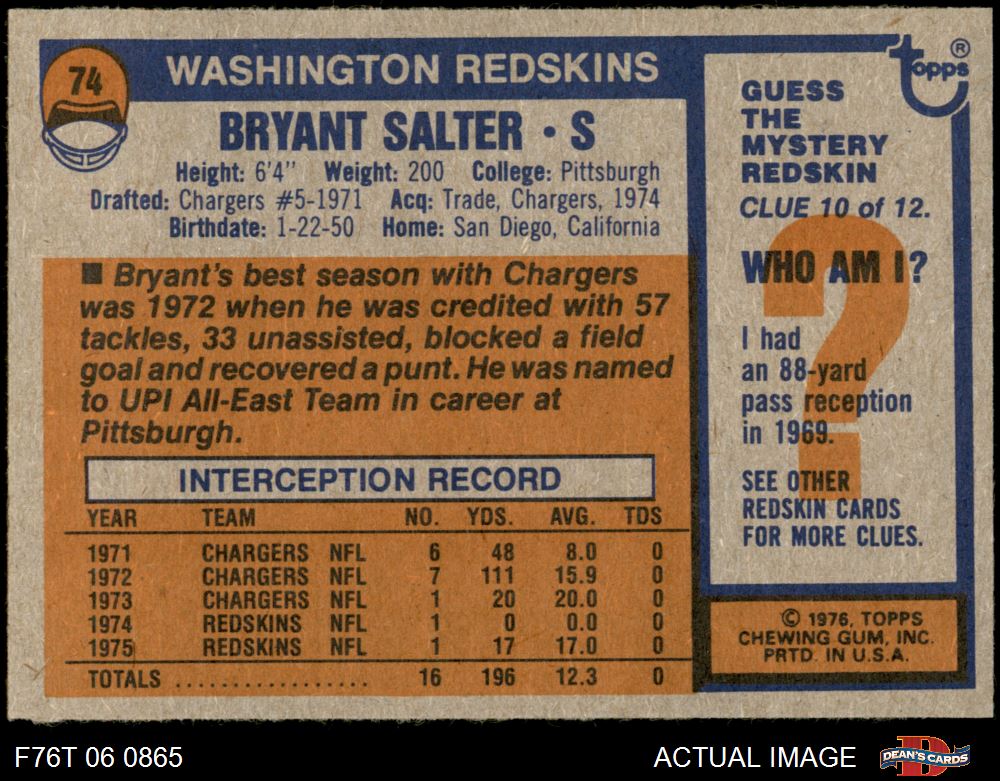 74
WASHINGTON REDSKINS
BRYANT SALTER • S
Height: 6'4" Weight: 200 College: Pittsburgh
Drafted: Chargers #5-1971 Acq: Trade, Chargers, 1974
Birthdate: 1-22-50 Home: San Diego, California
■ Bryant's best season with Chargers
was 1972 when he was credited with 57
tackles, 33 unassisted, blocked a field
goal and recovered a punt. He was named
to UPI All-East Team in career at
Pittsburgh.
INTERCEPTION RECORD
YEAR TEAM NO. YDS. AVG. TDS
1971 CHARGERS NFL 6 48 8.0 0
1972 CHARGERS NFL 7 111 15.9 0
1973 CHARGERS NFL 1 20 20.0 0
1974 REDSKINS NFL 1 0 0.0 0
1975 REDSKINS NFL 1 17 17.0 0
TOTALS .................. 16 196 12.3 0
topps ®
GUESS
THE
MYSTERY
REDSKIN
CLUE 10 of 12.
?
WHO AM I?
I had
an 88-yard
pass reception
in 1969.
SEE OTHER
REDSKIN CARDS
FOR MORE CLUES.
© 1976, TOPPS
CHEWING GUM, INC.
PRTD. IN U.S.A.
F76T 06 0865
ACTUAL IMAGE
DEAN'S CARDS